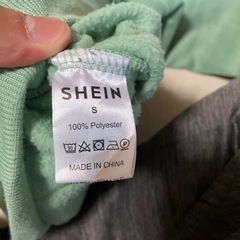 SHEIN
S
100% Polyester
MADE IN CHINA